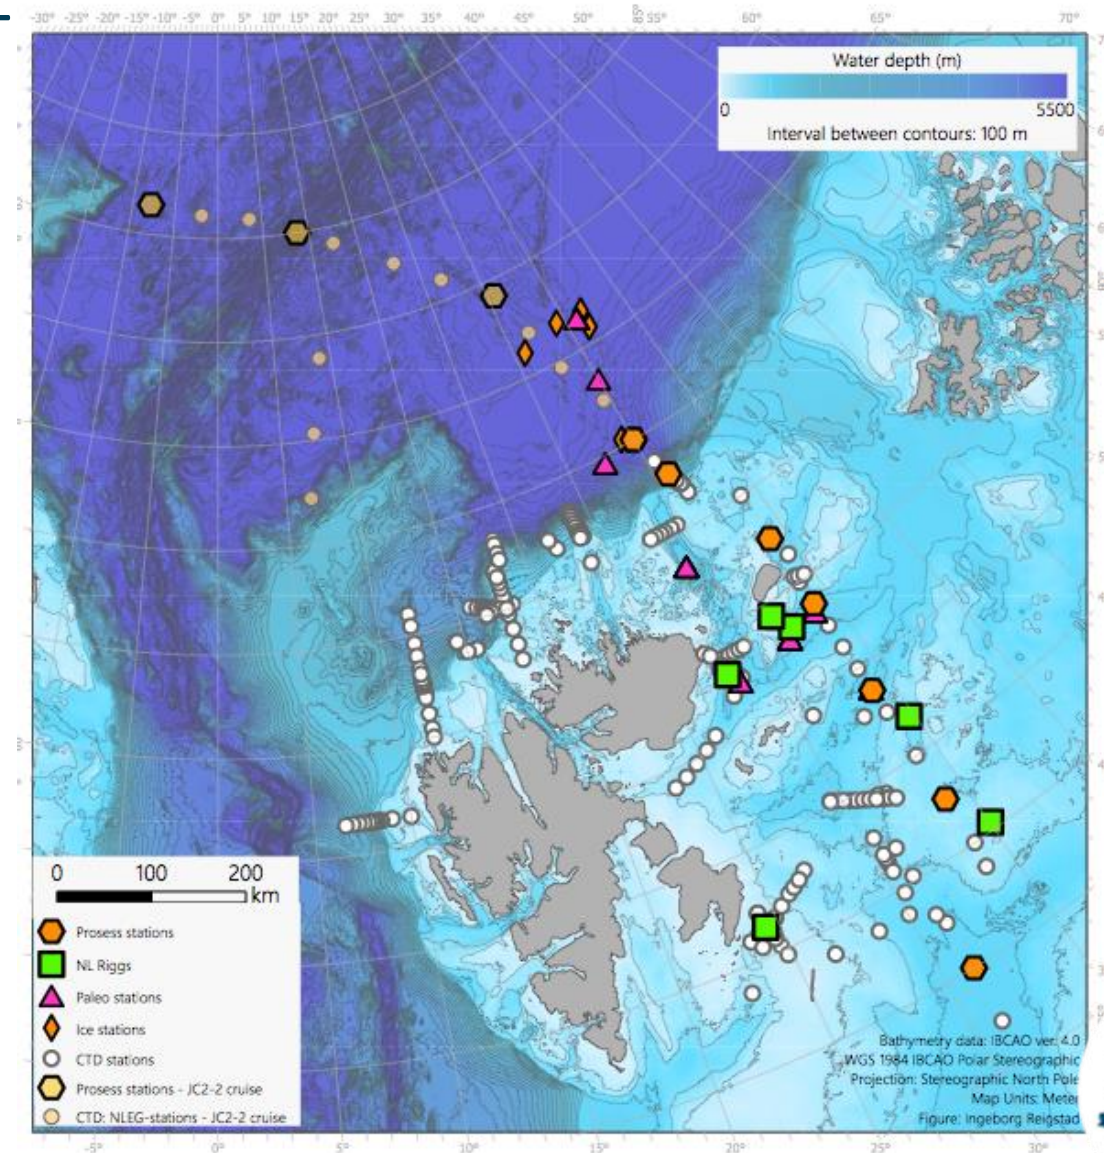 -30° -25° -20° -15° -10° -5° 0° 5° 10° 15° 20° 25° 30° 35° 40° 45° 50° 85° 55° 60° 65° 70°
Water depth (m)
0 5500
Interval between contours: 100 m
0 100 200
km
Prosess stations
NL Riggs
Paleo stations
Ice stations
CTD stations
Prosess stations - JC2-2 cruise
CTD: NLEG-stations - JC2-2 cruise
Bathymetry data: IBCAO ver. 4.0
WGS 1984 IBCAO Polar Stereographic
Projection: Stereographic North Pole
Map Units: Meter
Figure: Ingeborg Reigstad
-5° 0° 5° 10° 15° 20° 25° 30°